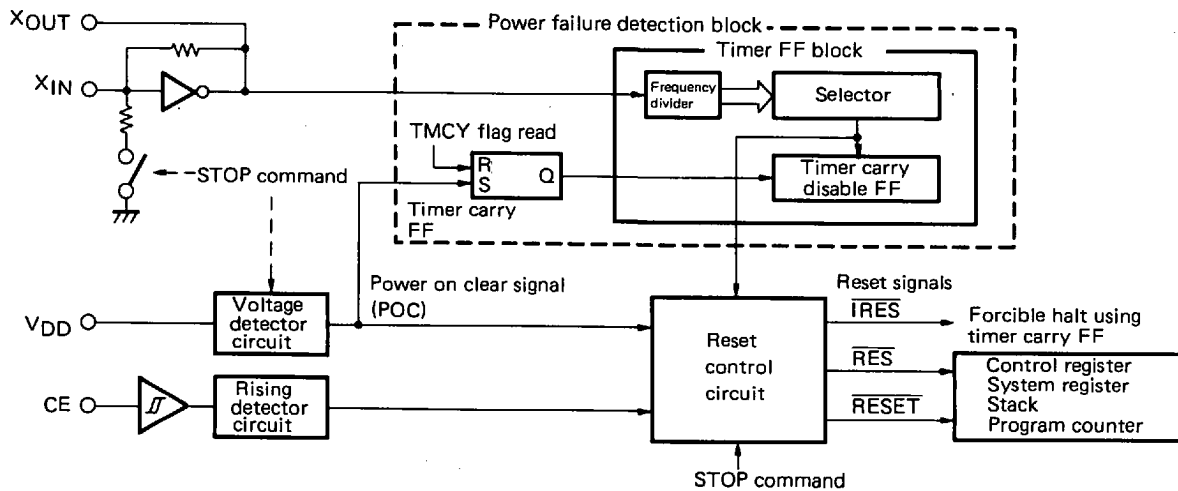 XOUT
XIN
Power failure detection block
Timer FF block
Frequency
divider
Selector
TMCY flag read
R
S
Q
Timer carry
disable FF
STOP command
Timer carry
FF
VDD
Voltage
detector
circuit
Power on clear signal
(POC)
CE
Rising
detector
circuit
Reset
control
circuit
Reset signals
IRES
RES
RESET
Forcible halt using
timer carry FF
Control register
System register
Stack
Program counter
STOP command